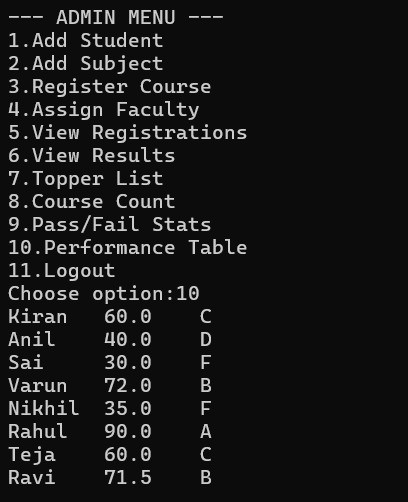 --- ADMIN MENU ---
1.Add Student
2.Add Subject
3.Register Course
4.Assign Faculty
5.View Registrations
6.View Results
7.Topper List
8.Course Count
9.Pass/Fail Stats
10.Performance Table
11.Logout
Choose option:10
Kiran   60.0    C
Anil    40.0    D
Sai     30.0    F
Varun   72.0    B
Nikhil  35.0    F
Rahul   90.0    A
Teja    60.0    C
Ravi    71.5    B